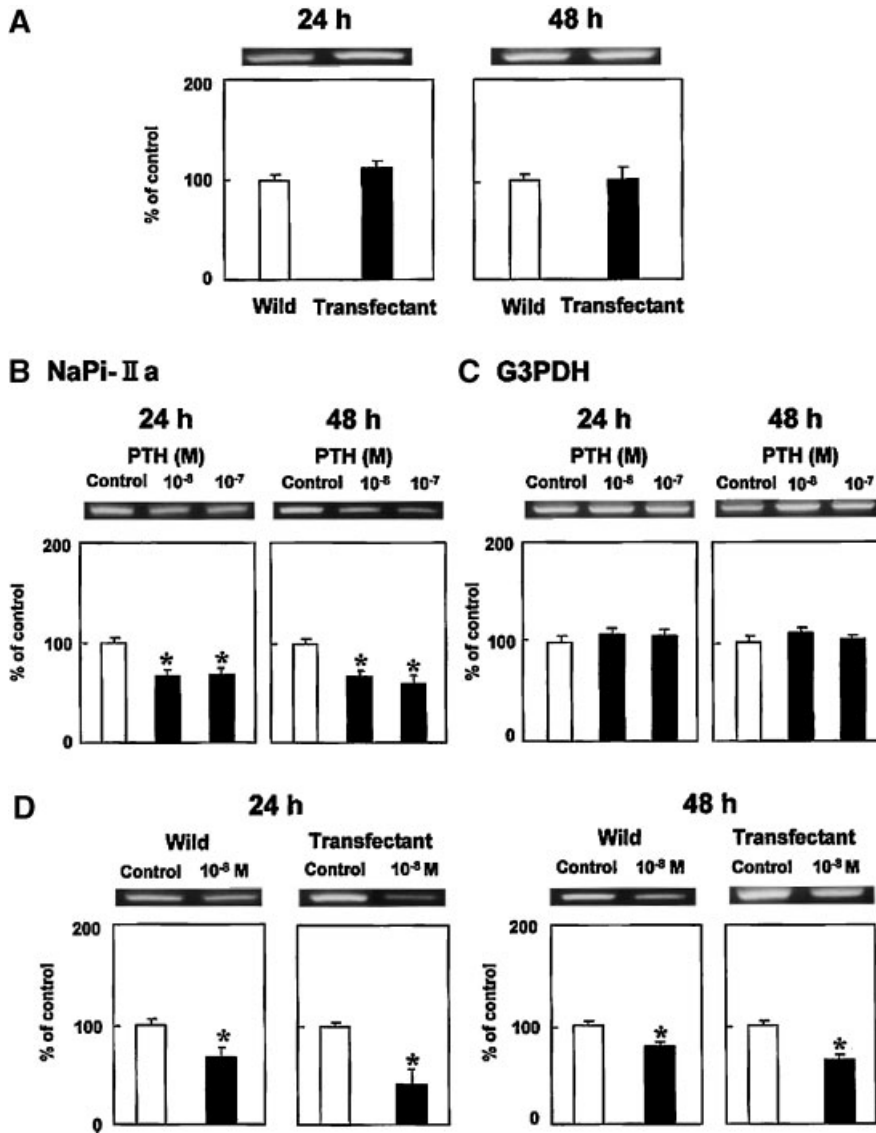 A
24 h
48 h
200
100
0
% of control
Wild
Transfectant
Wild
Transfectant
B NaPi-Ⅱa
24 h
48 h
PTH (M)
PTH (M)
Control 10⁻⁸ 10⁻⁷
Control 10⁻⁸ 10⁻⁷
200
100
0
% of control
*
*
*
*
C G3PDH
24 h
48 h
PTH (M)
PTH (M)
Control 10⁻⁸ 10⁻⁷
Control 10⁻⁸ 10⁻⁷
200
100
0
% of control
D
24 h
48 h
Wild
Transfectant
Wild
Transfectant
Control 10⁻⁸ M
Control 10⁻⁸ M
Control 10⁻⁸ M
Control 10⁻⁸ M
200
100
0
% of control
*
*
200
100
0
% of control
*
*